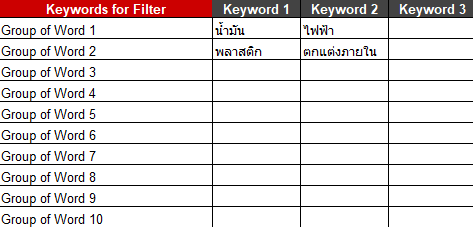 Keywords for Filter Keyword 1 Keyword 2 Keyword 3
Group of Word 1 น้ำมัน ไฟฟ้า
Group of Word 2 พลาสติก ตกแต่งภายใน
Group of Word 3
Group of Word 4
Group of Word 5
Group of Word 6
Group of Word 7
Group of Word 8
Group of Word 9
Group of Word 10